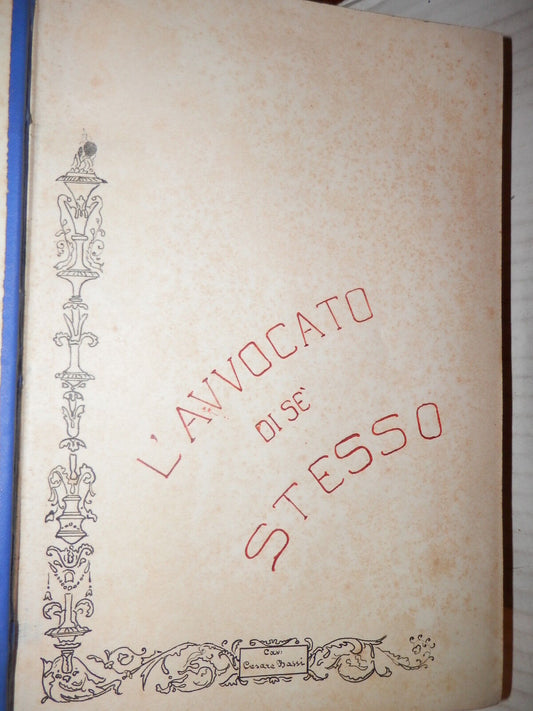 L'AVVOCATO
DI SE'
STESSO
Cav.
Cesare Bassi